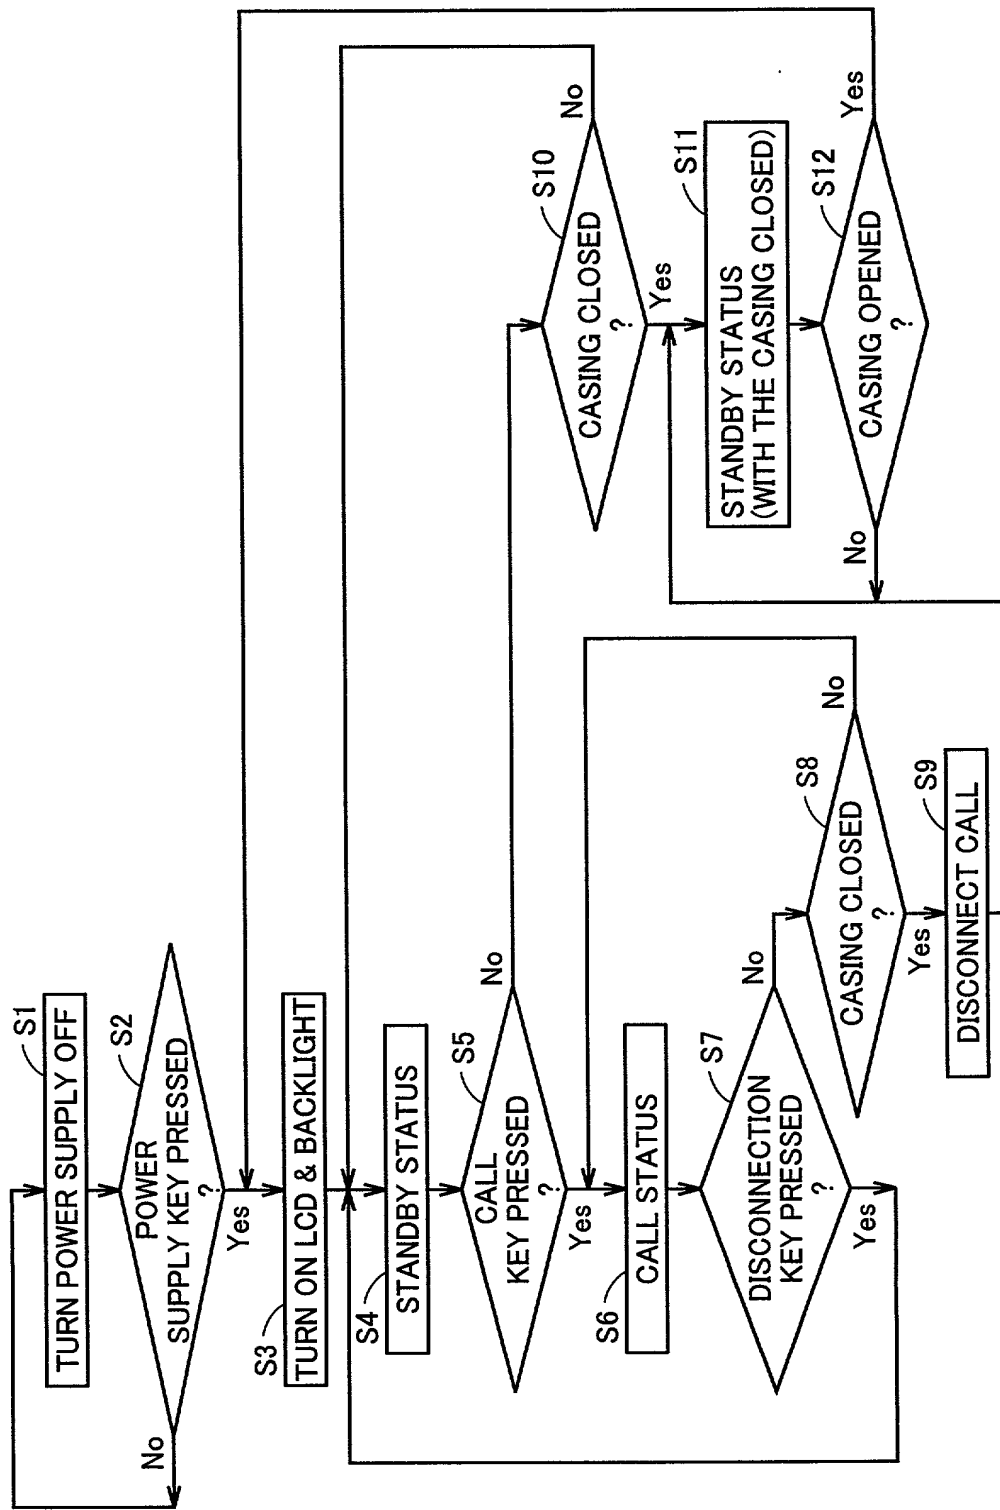 S1
TURN POWER SUPPLY OFF
S2
POWER
SUPPLY KEY PRESSED
?
No
Yes
S3
TURN ON LCD & BACKLIGHT
S4
STANDBY STATUS
S5
CALL
KEY PRESSED
?
No
Yes
S6
CALL STATUS
S7
DISCONNECTION
KEY PRESSED
?
No
Yes
S8
CASING CLOSED
?
No
Yes
S9
DISCONNECT CALL
S10
CASING CLOSED
?
No
Yes
S11
STANDBY STATUS
(WITH THE CASING CLOSED)
S12
CASING OPENED
?
No
Yes